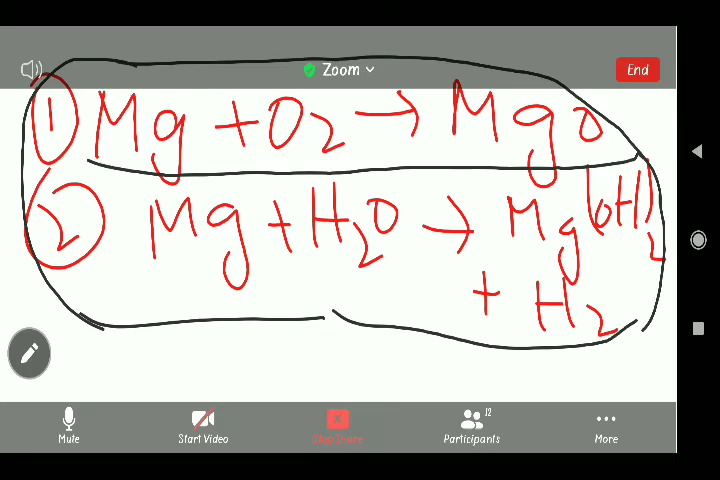 Zoom
End
① Mg + O2 → Mgo
② Mg + H2O → Mg(OH)2
+ H2
Mute
Start Video
Stop Share
12
Participants
More